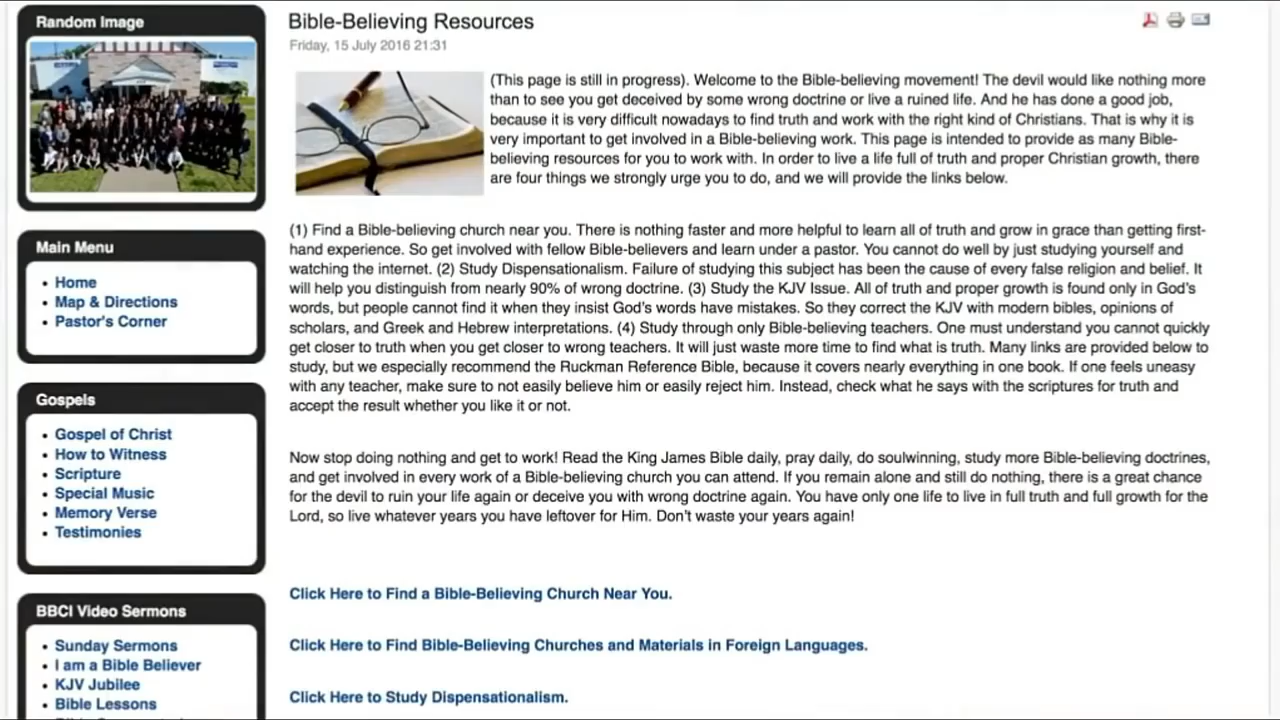 Random Image
Main Menu
Home
Map & Directions
Pastor's Corner
Gospels
Gospel of Christ
How to Witness
Scripture
Special Music
Memory Verse
Testimonies
BBCI Video Sermons
Sunday Sermons
I am a Bible Believer
KJV Jubilee
Bible Lessons
Bible-Believing Resources
Friday, 15 July 2016 21:31
(This page is still in progress). Welcome to the Bible-believing movement! The devil would like nothing more
than to see you get deceived by some wrong doctrine or live a ruined life. And he has done a good job,
because it is very difficult nowadays to find truth and work with the right kind of Christians. That is why it is
very important to get involved in a Bible-believing work. This page is intended to provide as many Bible-
believing resources for you to work with. In order to live a life full of truth and proper Christian growth, there
are four things we strongly urge you to do, and we will provide the links below.
(1) Find a Bible-believing church near you. There is nothing faster and more helpful to learn all of truth and grow in grace than getting first-
hand experience. So get involved with fellow Bible-believers and learn under a pastor. You cannot do well by just studying yourself and
watching the internet. (2) Study Dispensationalism. Failure of studying this subject has been the cause of every false religion and belief. It
will help you distinguish from nearly 90% of wrong doctrine. (3) Study the KJV Issue. All of truth and proper growth is found only in God's
words, but people cannot find it when they insist God's words have mistakes. So they correct the KJV with modern bibles, opinions of
scholars, and Greek and Hebrew interpretations. (4) Study through only Bible-believing teachers. One must understand you cannot quickly
get closer to truth when you get closer to wrong teachers. It will just waste more time to find what is truth. Many links are provided below to
study, but we especially recommend the Ruckman Reference Bible, because it covers nearly everything in one book. If one feels uneasy
with any teacher, make sure to not easily believe him or easily reject him. Instead, check what he says with the scriptures for truth and
accept the result whether you like it or not.
Now stop doing nothing and get to work! Read the King James Bible daily, pray daily, do soulwinning, study more Bible-believing doctrines,
and get involved in every work of a Bible-believing church you can attend. If you remain alone and still do nothing, there is a great chance
for the devil to ruin your life again or deceive you with wrong doctrine again. You have only one life to live in full truth and full growth for the
Lord, so live whatever years you have leftover for Him. Don't waste your years again!
Click Here to Find a Bible-Believing Church Near You.
Click Here to Find Bible-Believing Churches and Materials in Foreign Languages.
Click Here to Study Dispensationalism.